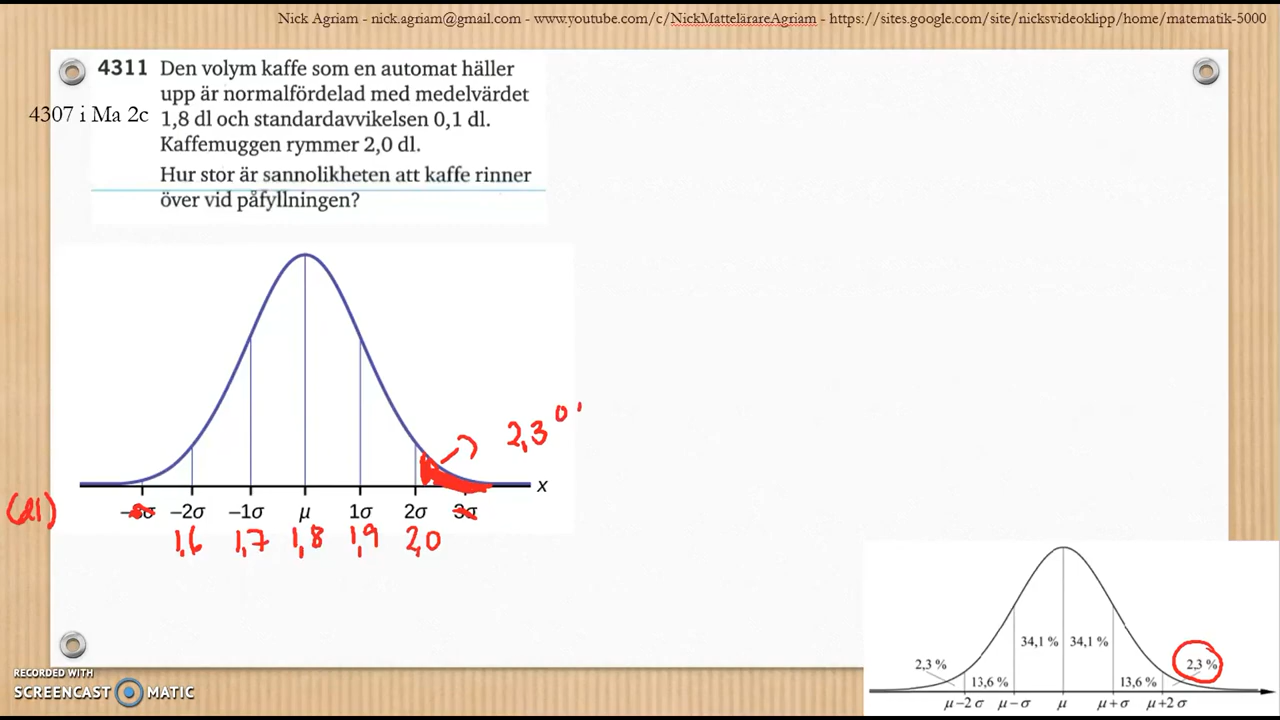 Nick Agriam - nick.agriam@gmail.com - www.youtube.com/c/NickMattelärareAgriam - https://sites.google.com/site/nicksvideoklipp/home/matematik-5000
4311 Den volym kaffe som en automat häller
upp är normalfördelad med medelvärdet
4307 i Ma 2c 1,8 dl och standardavvikelsen 0,1 dl.
Kaffemuggen rymmer 2,0 dl.
Hur stor är sannolikheten att kaffe rinner
över vid påfyllningen?
2,3
x
(dl) −3σ −2σ −1σ μ 1σ 2σ 3σ
1,6 1,7 1,8 1,9 2,0
34,1 % 34,1 %
2,3 % 2,3 %
13,6 % 13,6 %
μ−2σ μ−σ μ μ+σ μ+2σ
RECORDED WITH
SCREENCAST MATIC